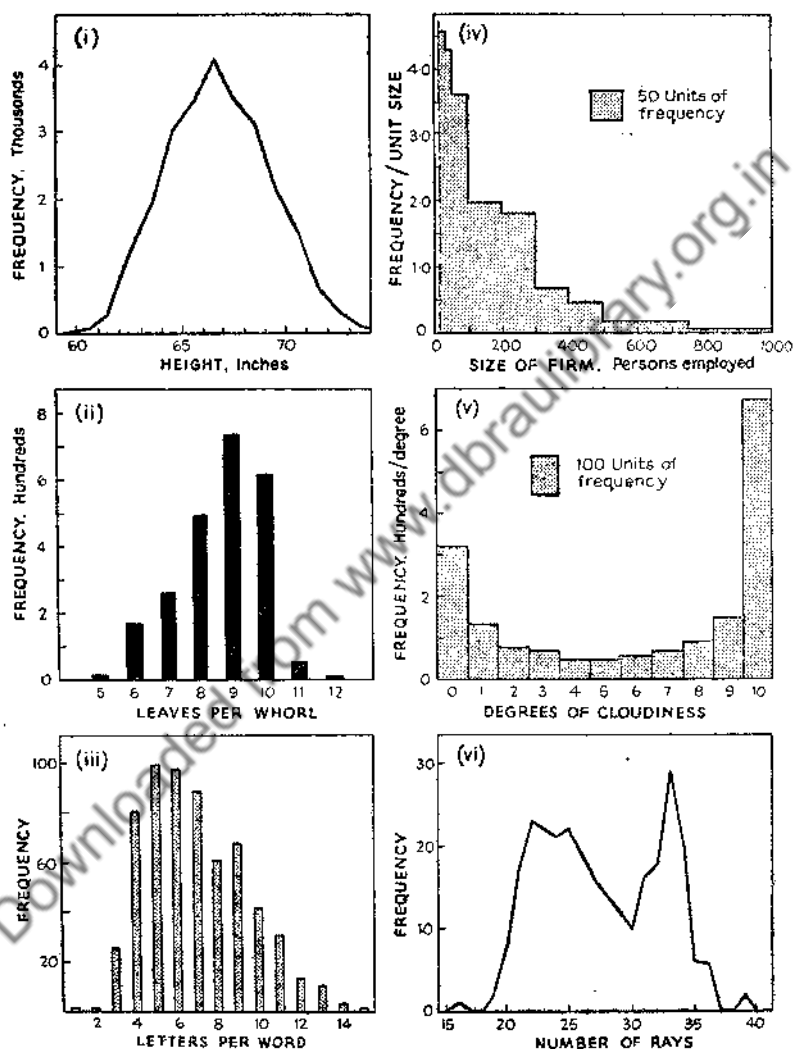 (i)
FREQUENCY, Thousands
4
3
2
1
0
60 65 70
HEIGHT, Inches
(iv)
FREQUENCY/UNIT SIZE
4·0
3·0
2·0
1·0
0
50 Units of
frequency
0 200 400 600 800 1000
SIZE OF FIRM. Persons employed
(ii)
FREQUENCY, Hundreds
8
6
4
2
0
5 6 7 8 9 10 11 12
LEAVES PER WHORL
(v)
FREQUENCY. Hundreds/degree
6
4
2
0
100 Units of
frequency
0 1 2 3 4 5 6 7 8 9 10
DEGREES OF CLOUDINESS
(iii)
FREQUENCY
100
60
20
2 4 6 8 10 12 14
LETTERS PER WORD
(vi)
FREQUENCY
30
20
10
0
15 20 25 30 35 40
NUMBER OF RAYS
Downloaded from www.dbraulibrary.org.in